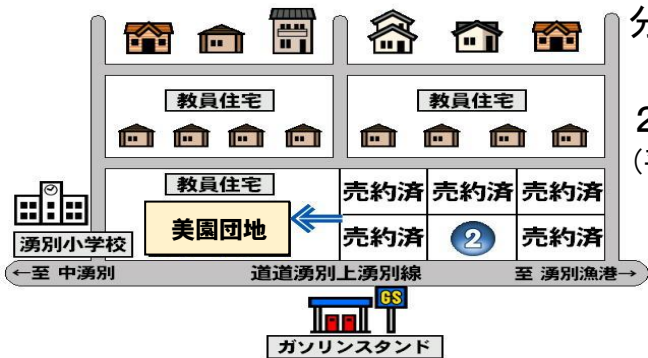 分
教員住宅
教員住宅
2
(
教員住宅
売約済
売約済
売約済
美園団地
売約済
2
売約済
湧別小学校
←至 中湧別
道道湧別上湧別線
至 湧別漁港→
GS
ガソリンスタンド